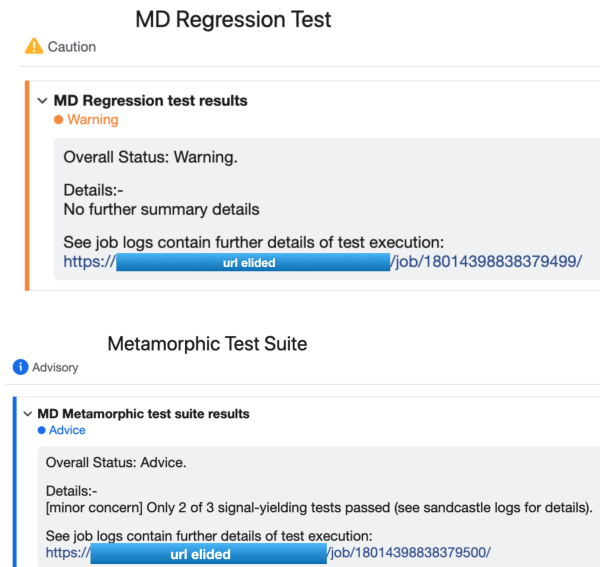 MD Regression Test
Caution
MD Regression test results
Warning
Overall Status: Warning.
Details:-
No further summary details
See job logs contain further details of test execution:
https://url elided/job/18014398838379499/
Metamorphic Test Suite
Advisory
MD Metamorphic test suite results
Advice
Overall Status: Advice.
Details:-
[minor concern] Only 2 of 3 signal-yielding tests passed (see sandcastle logs for details).
See job logs contain further details of test execution:
https://url elided/job/18014398838379500/